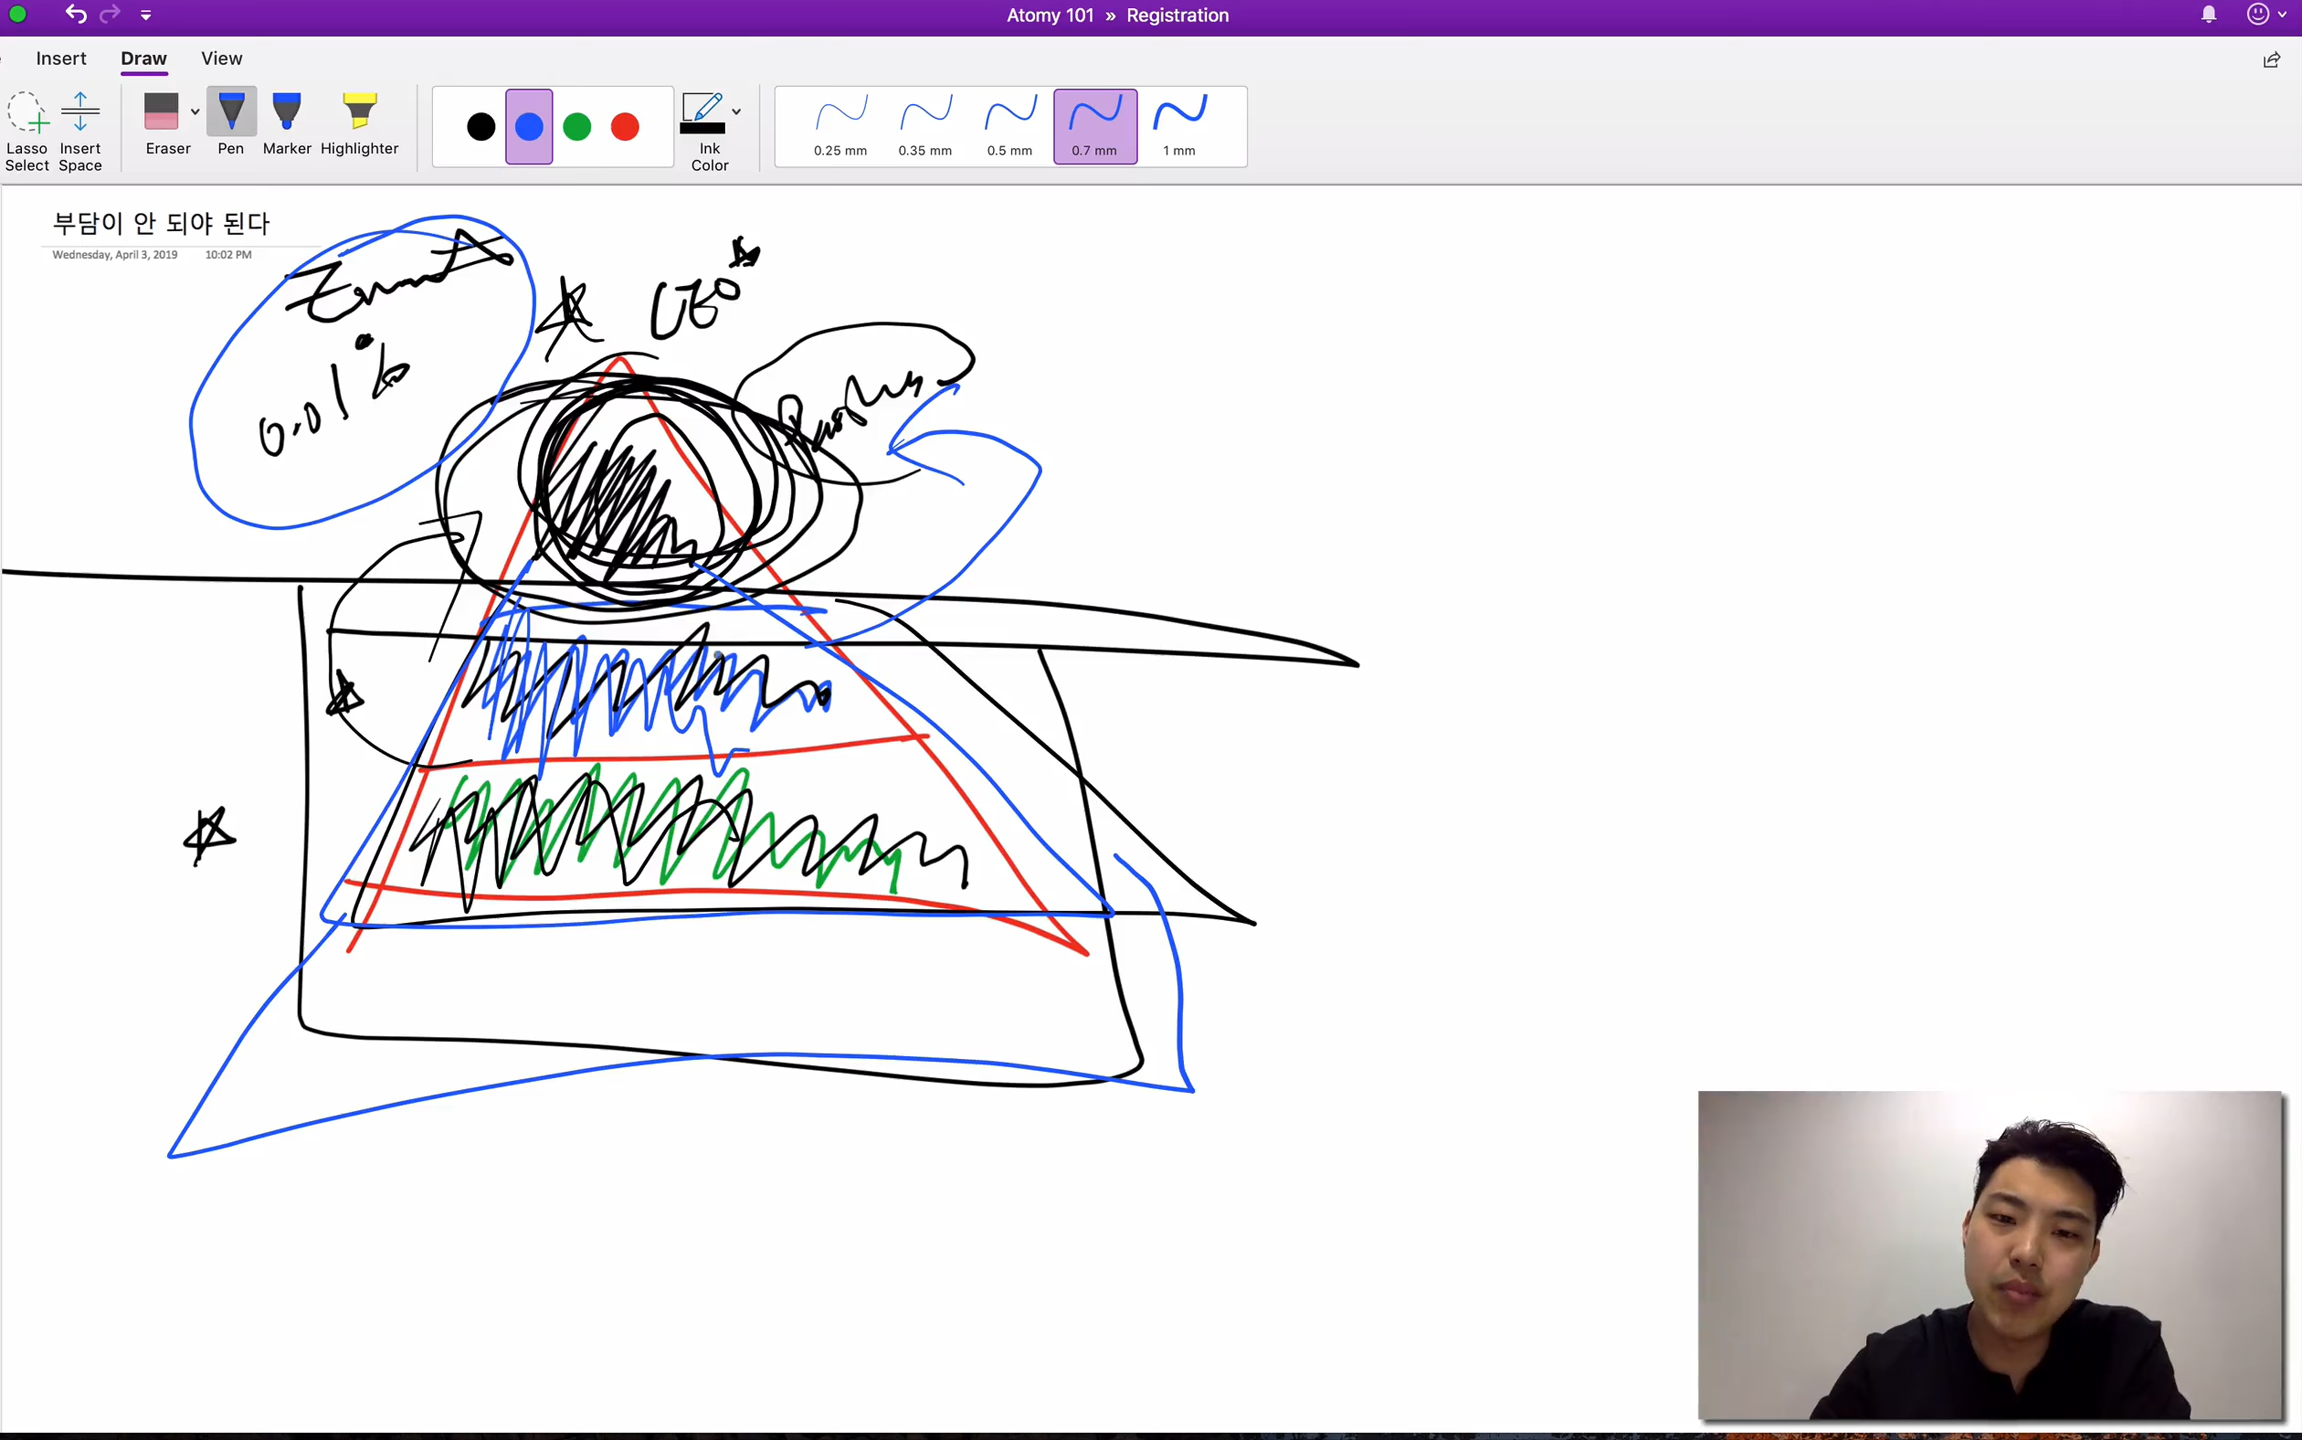 Atomy 101 » Registration
Insert Draw View
Lasso Select
Insert Space
Eraser
Pen
Marker
Highlighter
Ink Color
0.25 mm
0.35 mm
0.5 mm
0.7 mm
1 mm
부담이 안 되야 된다
Wednesday, April 3, 2019 10:02 PM
CEO
0.01%